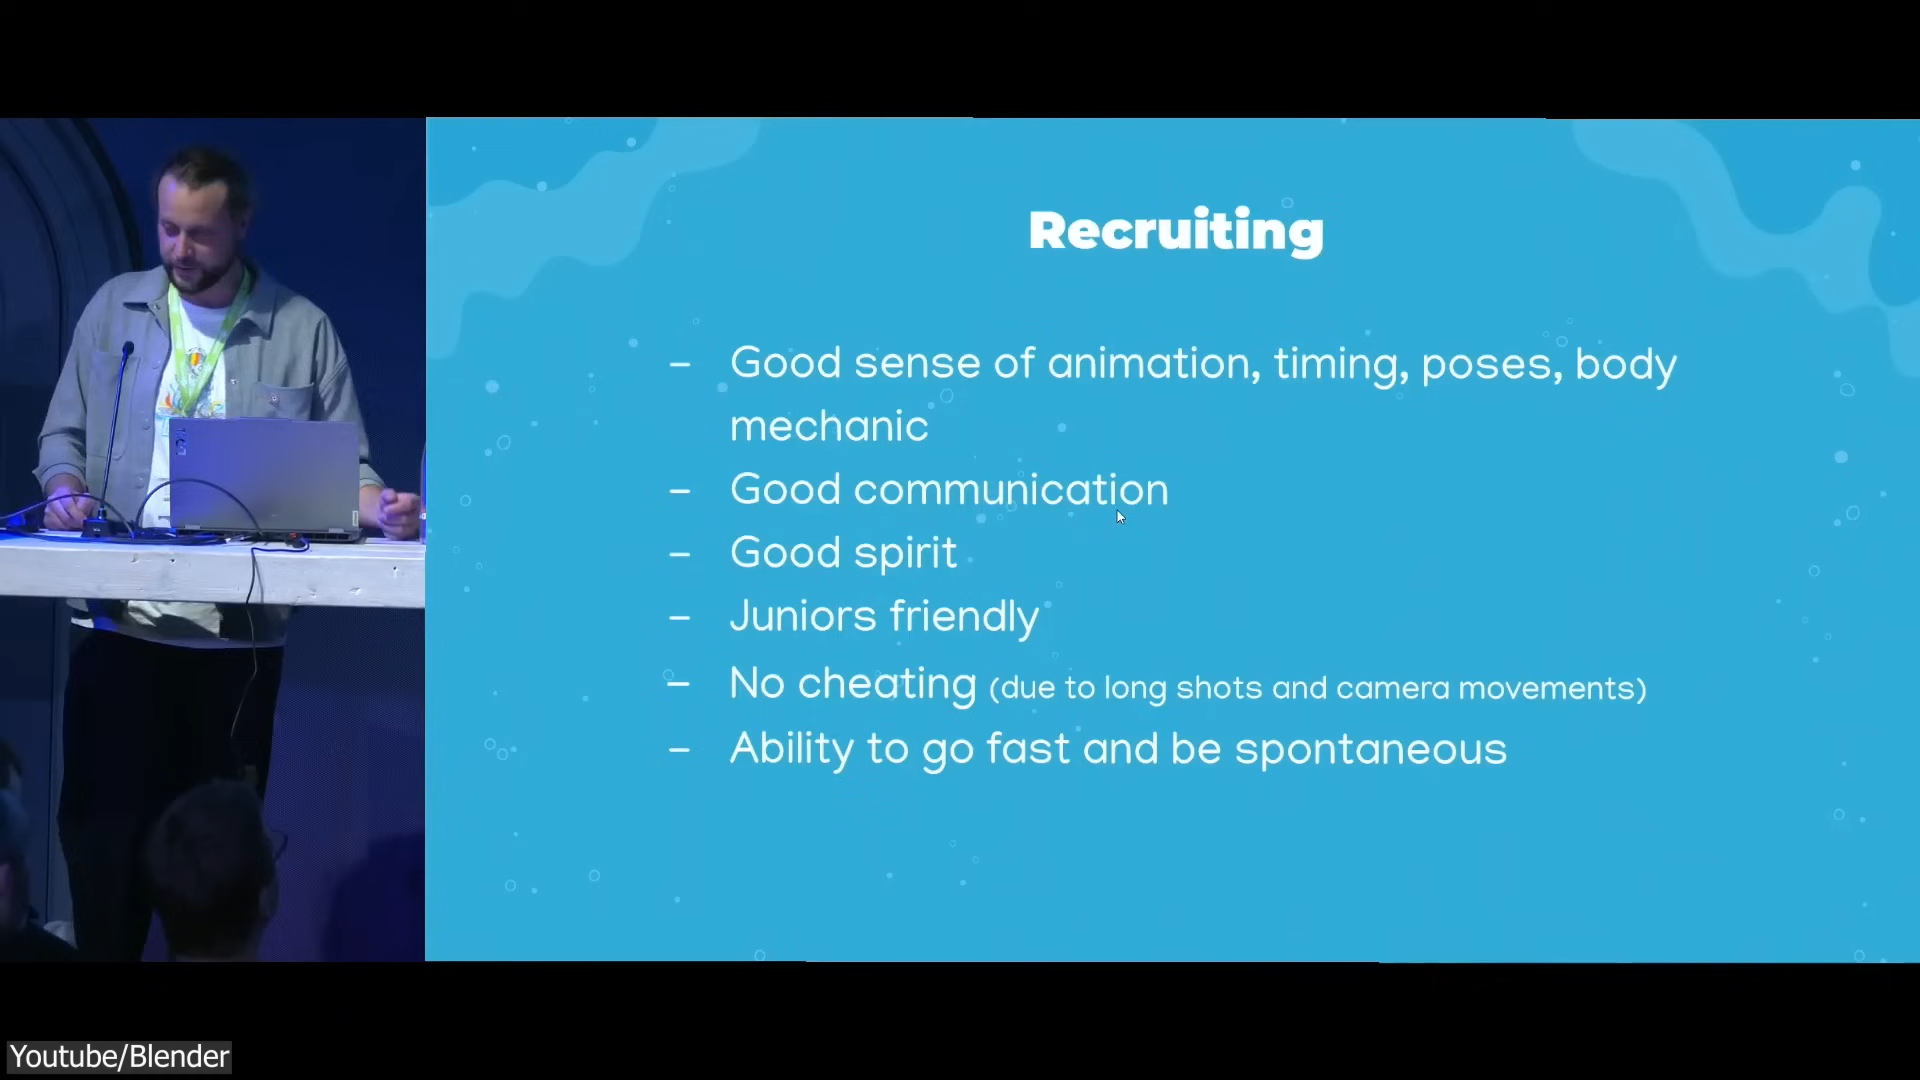 Recruiting
– Good sense of animation, timing, poses, body
mechanic
– Good communication
– Good spirit
– Juniors friendly
– No cheating (due to long shots and camera movements)
– Ability to go fast and be spontaneous
Youtube/Blender